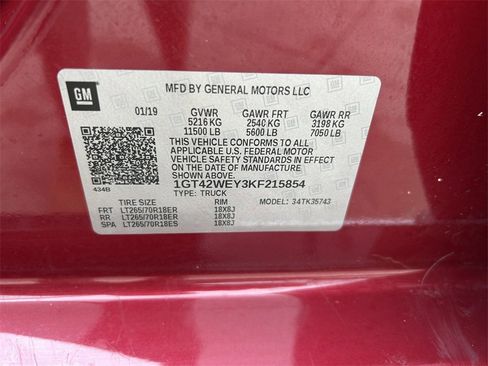 GM
MFD BY GENERAL MOTORS LLC
01/19 GVWR GAWR FRT GAWR RR
5216 KG 2540 KG 3198 KG
11500 LB 5600 LB 7050 LB
THIS VEHICLE CONFORMS TO ALL
APPLICABLE U.S. FEDERAL MOTOR
VEHICLE SAFETY STANDARDS IN EFFECT
ON THE DATE OF MANUFACTURE
SHOWN ABOVE.
1GT42WEY3KF215854
434B TYPE: TRUCK
TIRE SIZE RIM MODEL: 34TK35743
FRT LT265/70R18ER 18X8J
RR LT265/70R18ER 18X8J
SPA LT265/70R18ES 18X8J